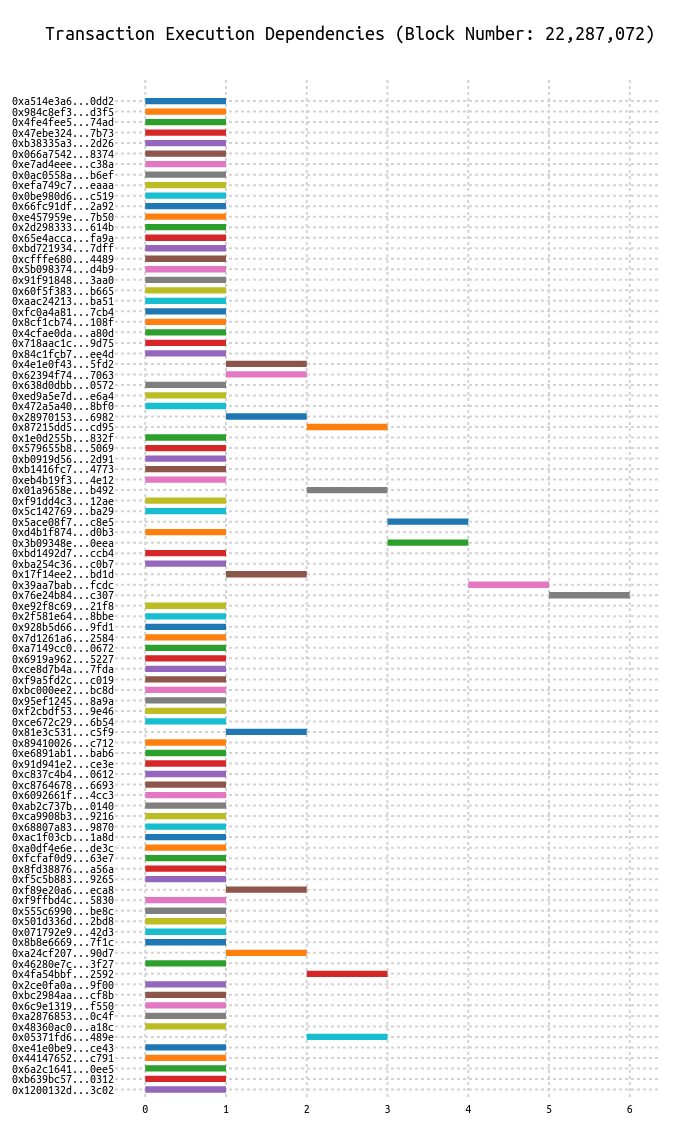 Transaction Execution Dependencies (Block Number: 22,287,072)
0xa514e3a6...0dd2
0x984c8ef3...d3f5
0x4fe4fee5...74ad
0x47ebe324...7b73
0xb38335a3...2d26
0x066a7542...8374
0xe7ad4eee...c38a
0x0ac0558a...b6ef
0xefa749c7...eaaa
0x0be980d6...c519
0x66fc91df...2a92
0xe457959e...7b50
0x2d298333...614b
0x65e4acca...fa9a
0xbd721934...7dff
0xcfffe680...4489
0x5b098374...d4b9
0x91f91848...3aa0
0x60f5f383...b665
0xaac24213...ba51
0xfc0a4a81...7cb4
0x8cf1cb74...108f
0x4cfae0da...a80d
0x718aac1c...9d75
0x84c1fcb7...ee4d
0x4e1e0f43...5fd2
0x62394f74...7063
0x638d0dbb...0572
0xed9a5e7d...e6a4
0x472a5a40...8bf0
0x28970153...6982
0x87215dd5...cd95
0x1e0d255b...832f
0x579655b8...5069
0xb0919d56...2d91
0xb1416fc7...4773
0xeb4b19f3...4e12
0x01a9658e...b492
0xf91dd4c3...12ae
0x5c142769...ba29
0x5ace08f7...c8e5
0xd4b1f874...d0b3
0x3b09348e...0eea
0xbd1492d7...ccb4
0xba254c36...c0b7
0x17f14ee2...bd1d
0x39aa7bab...fcdc
0x76e24b84...c307
0xe92f8c69...21f8
0x2f581e64...8bbe
0x928b5d66...9fd1
0x7d1261a6...2584
0xa7149cc0...0672
0x6919a962...5227
0xce8d7b4a...7fda
0xf9a5fd2c...c019
0xbc000ee2...bc8d
0x95ef1245...8a9a
0xf2cbdf53...9e46
0xce672c29...6b54
0x81e3c531...c5f9
0x89410026...c712
0xe6891ab1...bab6
0x91d941e2...ce3e
0xc837c4b4...0612
0xc8764678...6693
0x6092661f...4cc3
0xab2c737b...0140
0xca9908b3...9216
0x68807a83...9870
0xac1f03cb...1a8d
0xa0df4e6e...de3c
0xfcfaf0d9...63e7
0x8fd38876...a56a
0xf5c5b883...9265
0xf89e20a6...eca8
0xf9ffbd4c...5830
0x555c6990...be8c
0x501d336d...2bd8
0x071792e9...42d3
0x8b8e6669...7f1c
0xa24cf207...90d7
0x46280e7c...3f27
0x4fa54bbf...2592
0x2ce0fa0a...9f00
0xbc2984aa...cf8b
0x6c9e1319...f550
0xa2876853...0c4f
0x48360ac0...a18c
0x05371fd6...489e
0xe41e0be9...ce43
0x44147652...c791
0x6a2c1641...0ee5
0xb639bc57...0312
0x1200132d...3c02
0 1 2 3 4 5 6